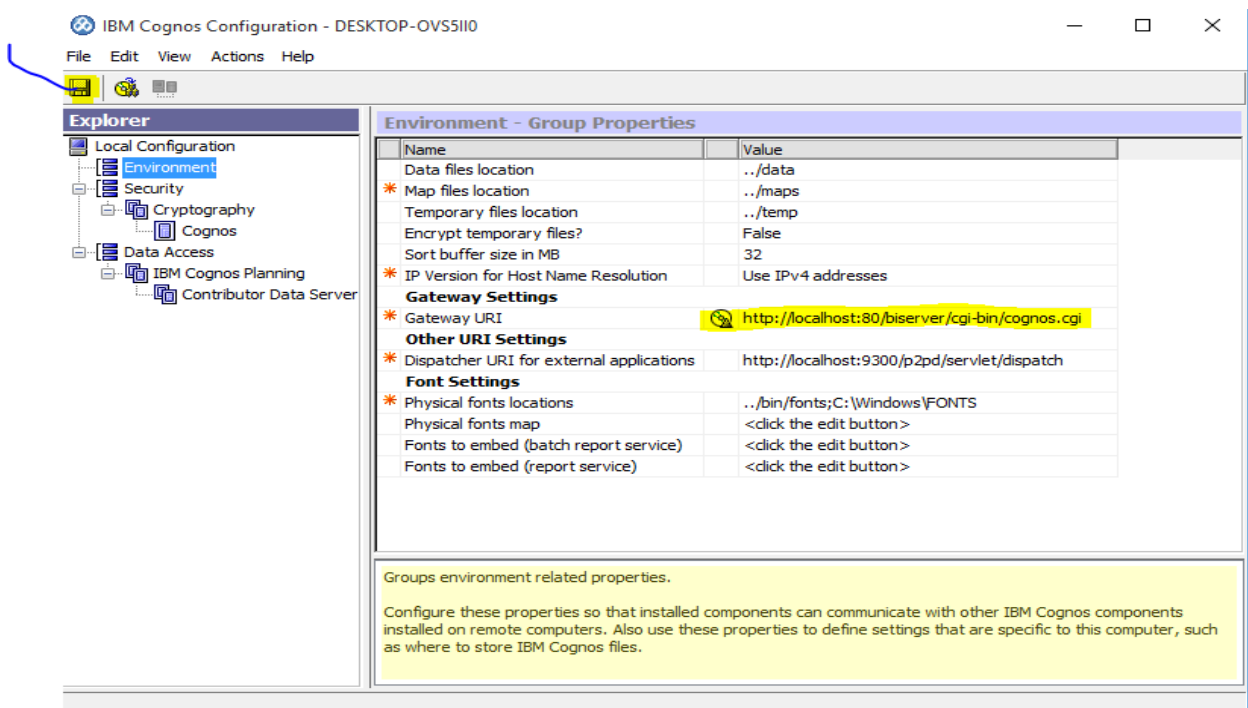 IBM Cognos Configuration - DESKTOP-OVS5II0
File Edit View Actions Help
Explorer
Local Configuration
Environment
Security
Cryptography
Cognos
Data Access
IBM Cognos Planning
Contributor Data Server
Environment - Group Properties
Name Value
Data files location ../data
* Map files location ../maps
Temporary files location ../temp
Encrypt temporary files? False
Sort buffer size in MB 32
* IP Version for Host Name Resolution Use IPv4 addresses
Gateway Settings
* Gateway URI http://localhost:80/biserver/cgi-bin/cognos.cgi
Other URI Settings
* Dispatcher URI for external applications http://localhost:9300/p2pd/servlet/dispatch
Font Settings
* Physical fonts locations ../bin/fonts;C:\Windows\FONTS
Physical fonts map <click the edit button>
Fonts to embed (batch report service) <click the edit button>
Fonts to embed (report service) <click the edit button>
Groups environment related properties.
Configure these properties so that installed components can communicate with other IBM Cognos components
installed on remote computers. Also use these properties to define settings that are specific to this computer, such
as where to store IBM Cognos files.